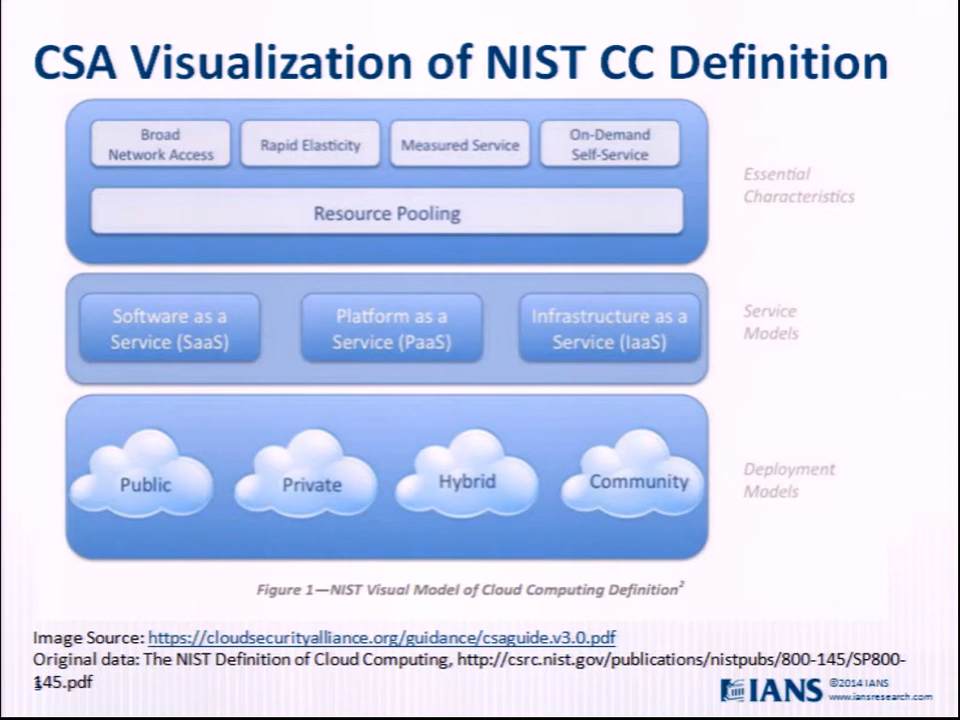 CSA Visualization of NIST CC Definition
Broad
Network Access
Rapid Elasticity
Measured Service
On-Demand
Self-Service
Essential
Characteristics
Resource Pooling
Software as a
Service (SaaS)
Platform as a
Service (PaaS)
Infrastructure as a
Service (IaaS)
Service
Models
Public
Private
Hybrid
Community
Deployment
Models
Figure 1—NIST Visual Model of Cloud Computing Definition²
Image Source: https://cloudsecurityalliance.org/guidance/csaguide.v3.0.pdf
Original data: The NIST Definition of Cloud Computing, http://csrc.nist.gov/publications/nistpubs/800-145/SP800-
145.pdf
IANS
©2014 IANS
www.iansresearch.com